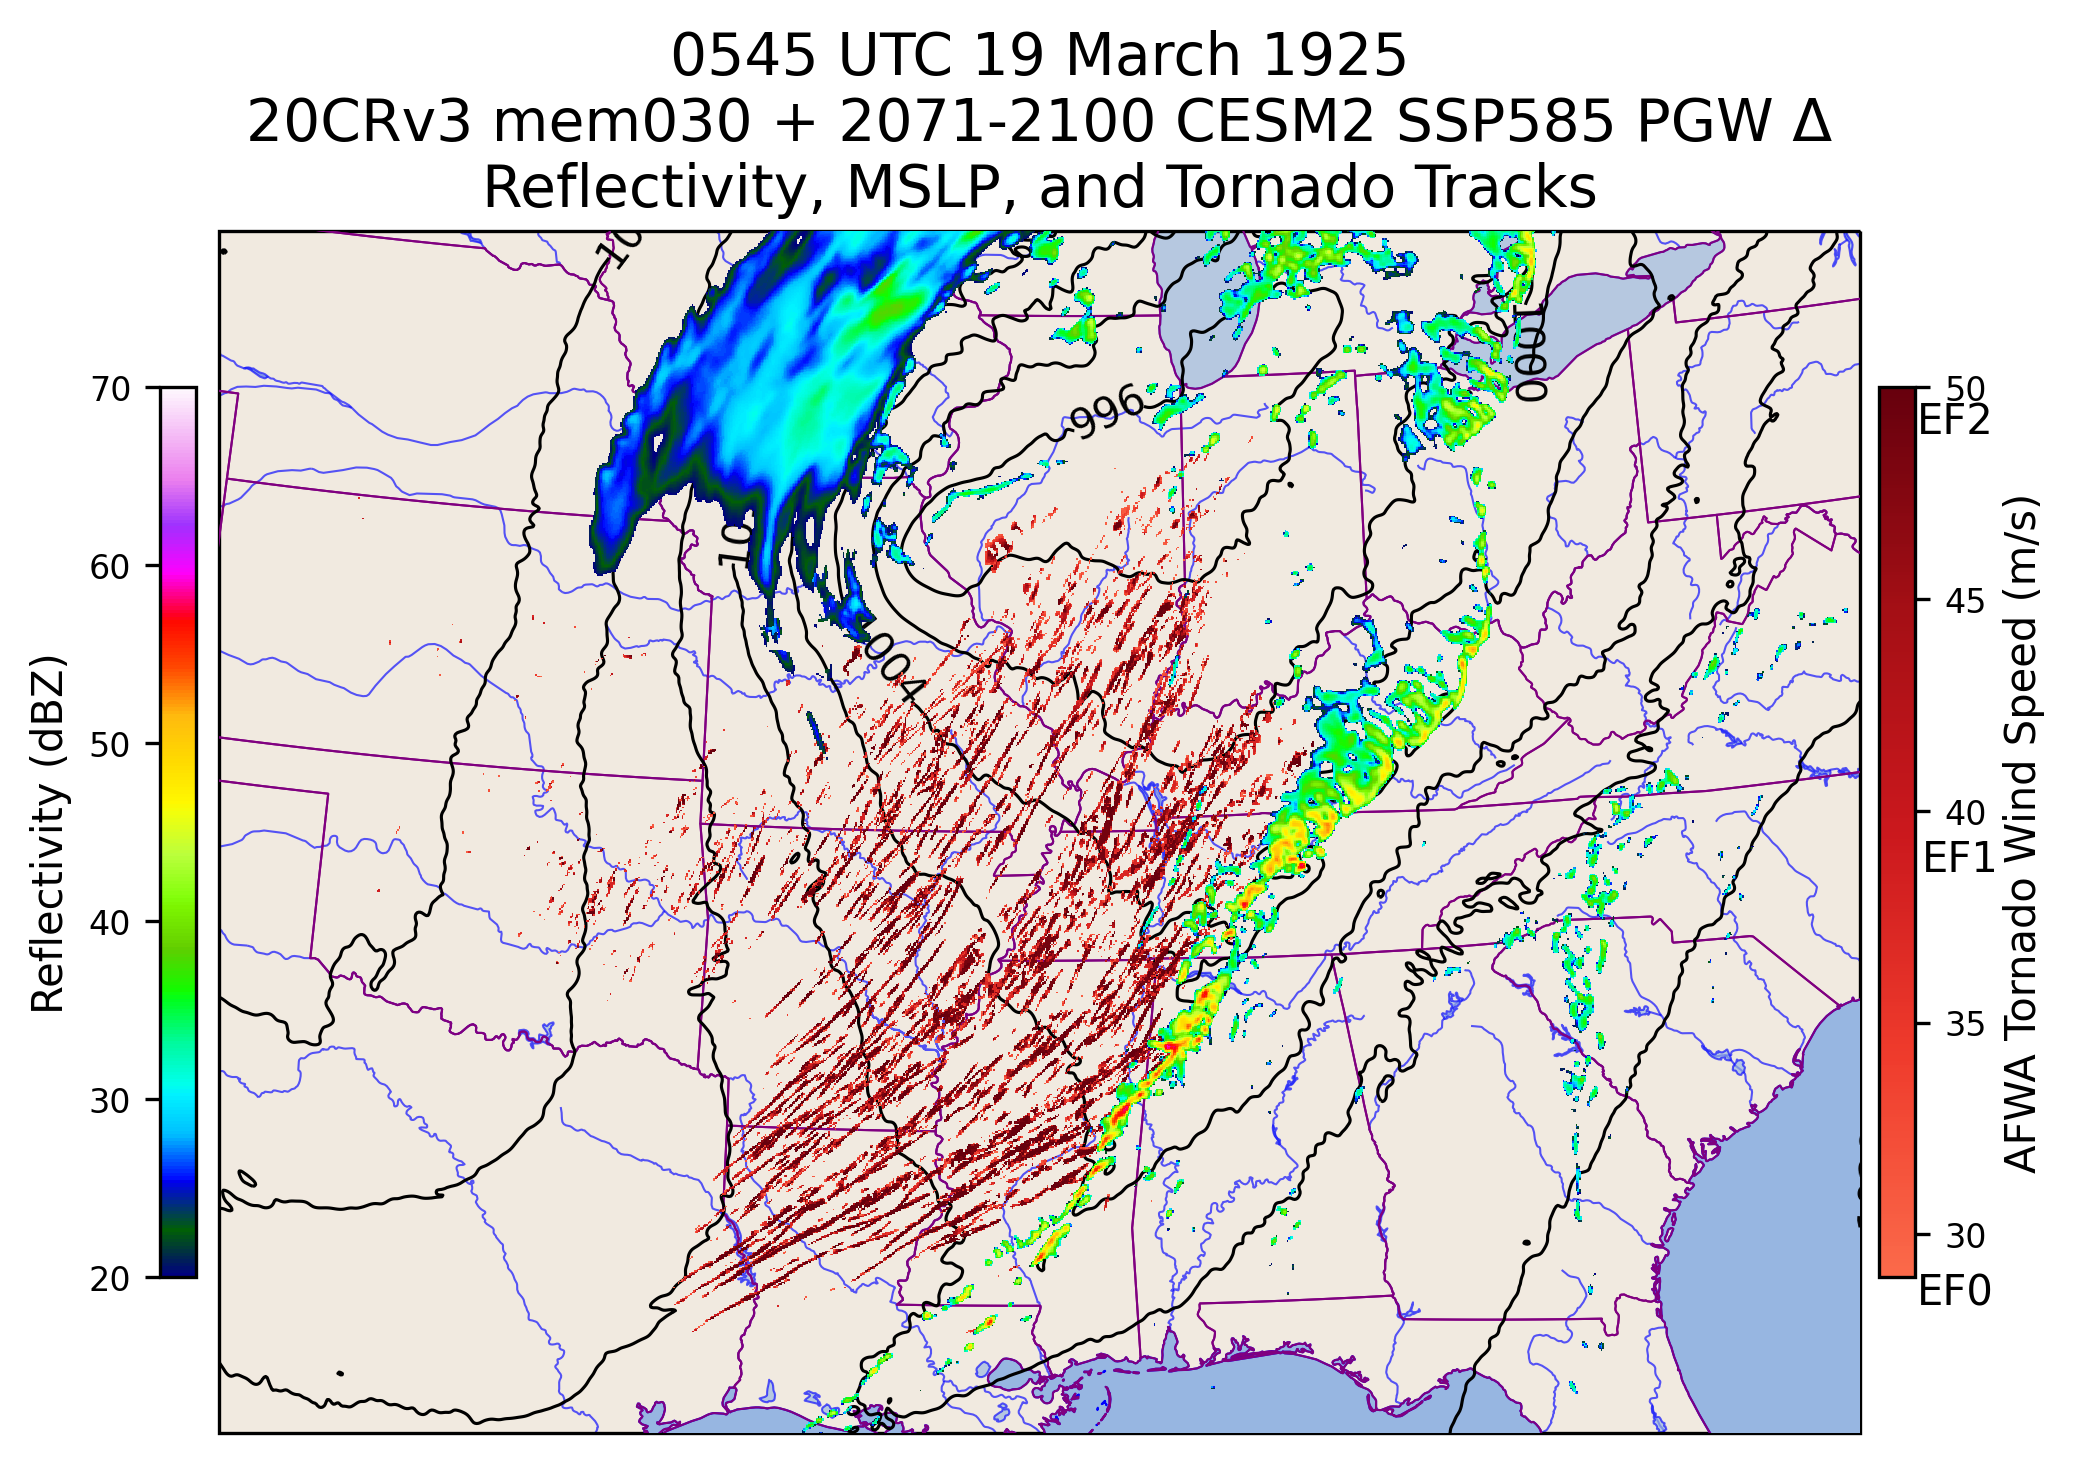 0545 UTC 19 March 1925
20CRv3 mem030 + 2071-2100 CESM2 SSP585 PGW Δ
Reflectivity, MSLP, and Tornado Tracks
10
996
1000
10
1004
70
60
50
40
30
20
Reflectivity (dBZ)
50
EF2
45
40
EF1
35
30
EF0
AFWA Tornado Wind Speed (m/s)